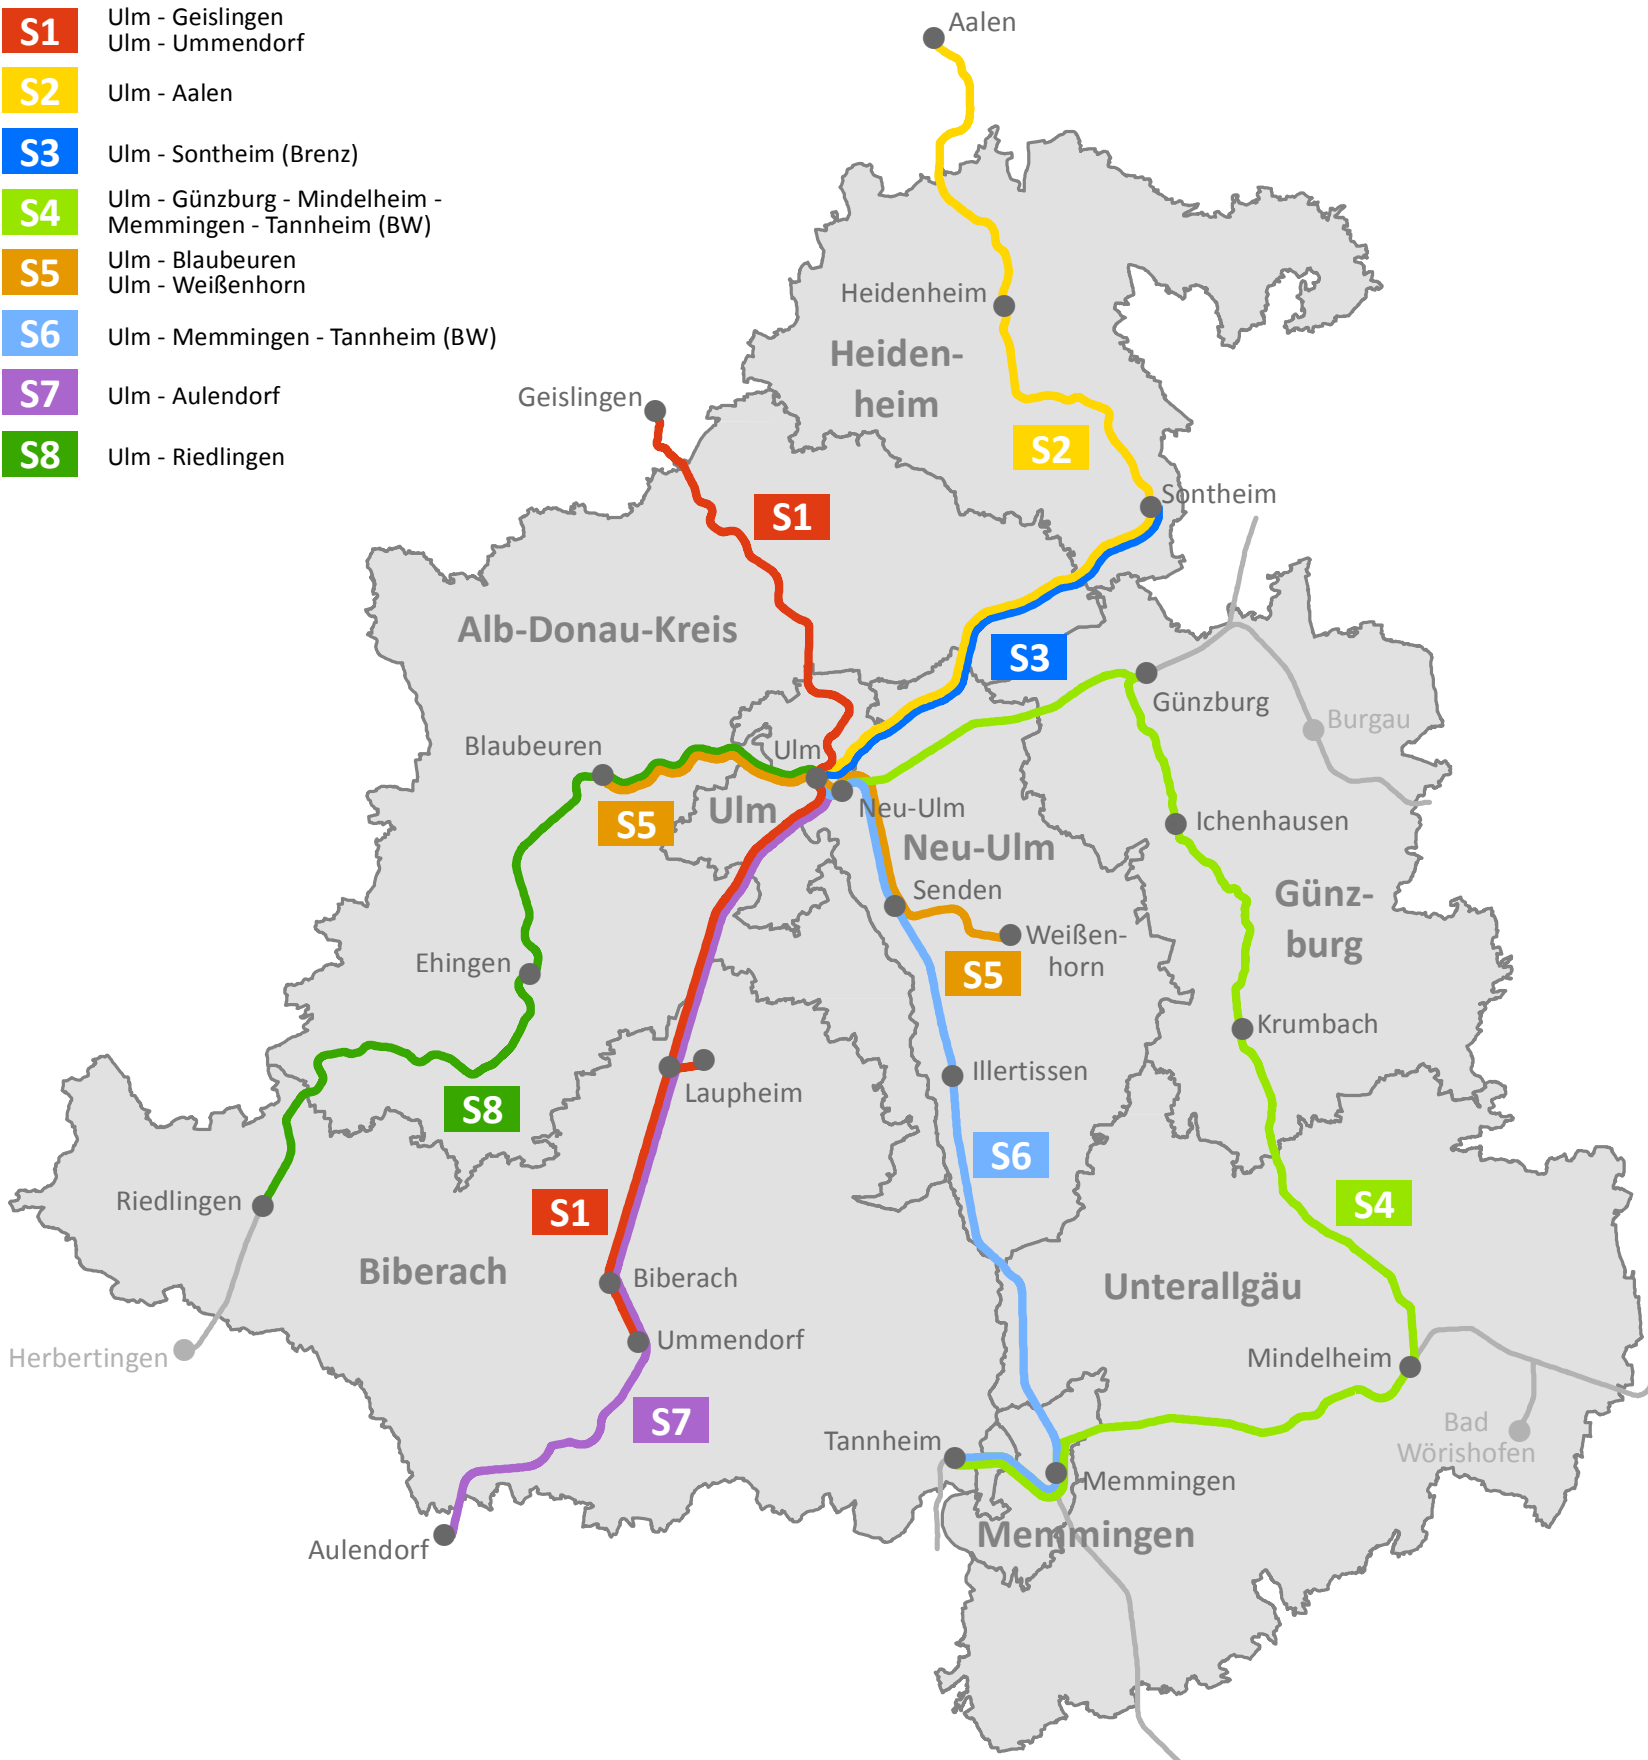 S1
Ulm - Geislingen
Ulm - Ummendorf
S2
Ulm - Aalen
S3
Ulm - Sontheim (Brenz)
S4
Ulm - Günzburg - Mindelheim -
Memmingen - Tannheim (BW)
S5
Ulm - Blaubeuren
Ulm - Weißenhorn
S6
Ulm - Memmingen - Tannheim (BW)
S7
Ulm - Aulendorf
S8
Ulm - Riedlingen
Aalen
Heidenheim
Heiden-
heim
Geislingen
S2
Sontheim
S1
Alb-Donau-Kreis
S3
Günzburg
Burgau
Blaubeuren
Ulm
Ulm
S5
Neu-Ulm
Ichenhausen
Neu-Ulm
Senden
Günz-
burg
Weißen-
horn
S5
Ehingen
Krumbach
Illertissen
Laupheim
S8
S6
Riedlingen
S1
S4
Biberach
Biberach
Unterallgäu
Ummendorf
Herbertingen
Mindelheim
S7
Bad
Wörishofen
Tannheim
Memmingen
Memmingen
Aulendorf